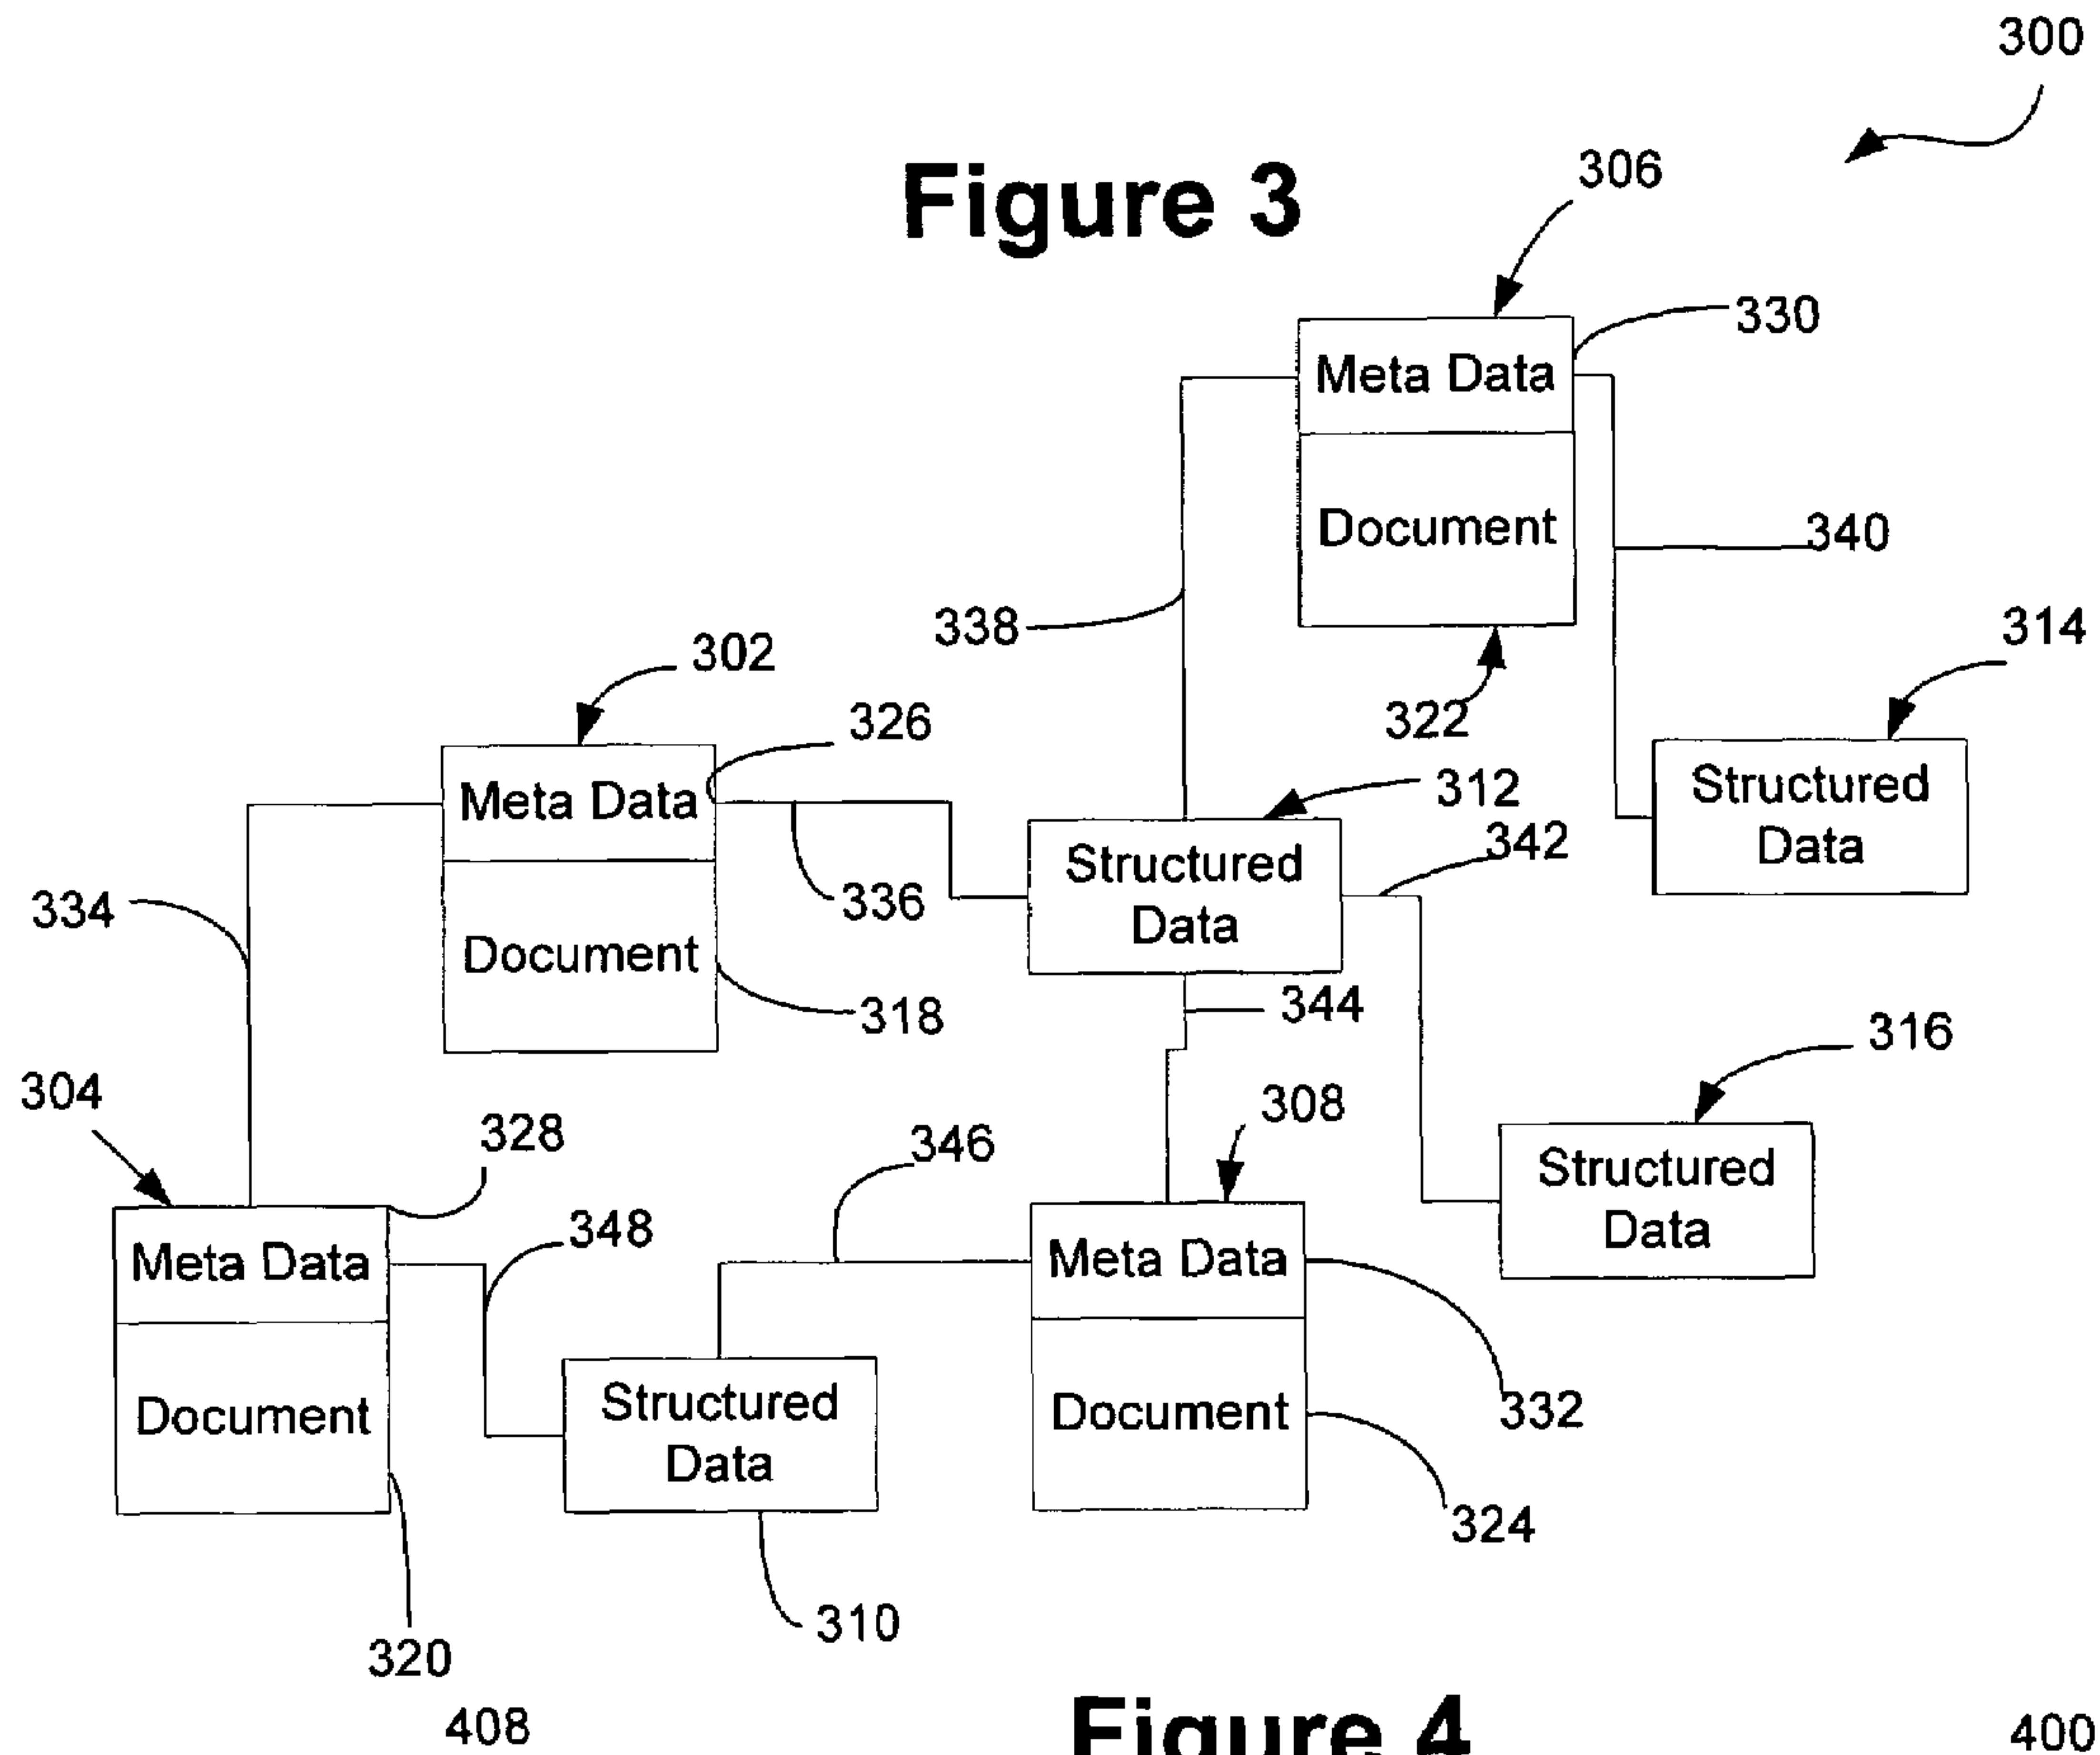 300
Figure 3
306
330
Meta Data
Document
340
338
314
302
322
326
Structured
Data
Meta Data
312
342
Structured
Data
334
336
Document
318
344
316
304
308
328
346
Structured
Data
348
Meta Data
Meta Data
Structured
Data
332
Document
Document
324
310
320
408
Figure 4
400